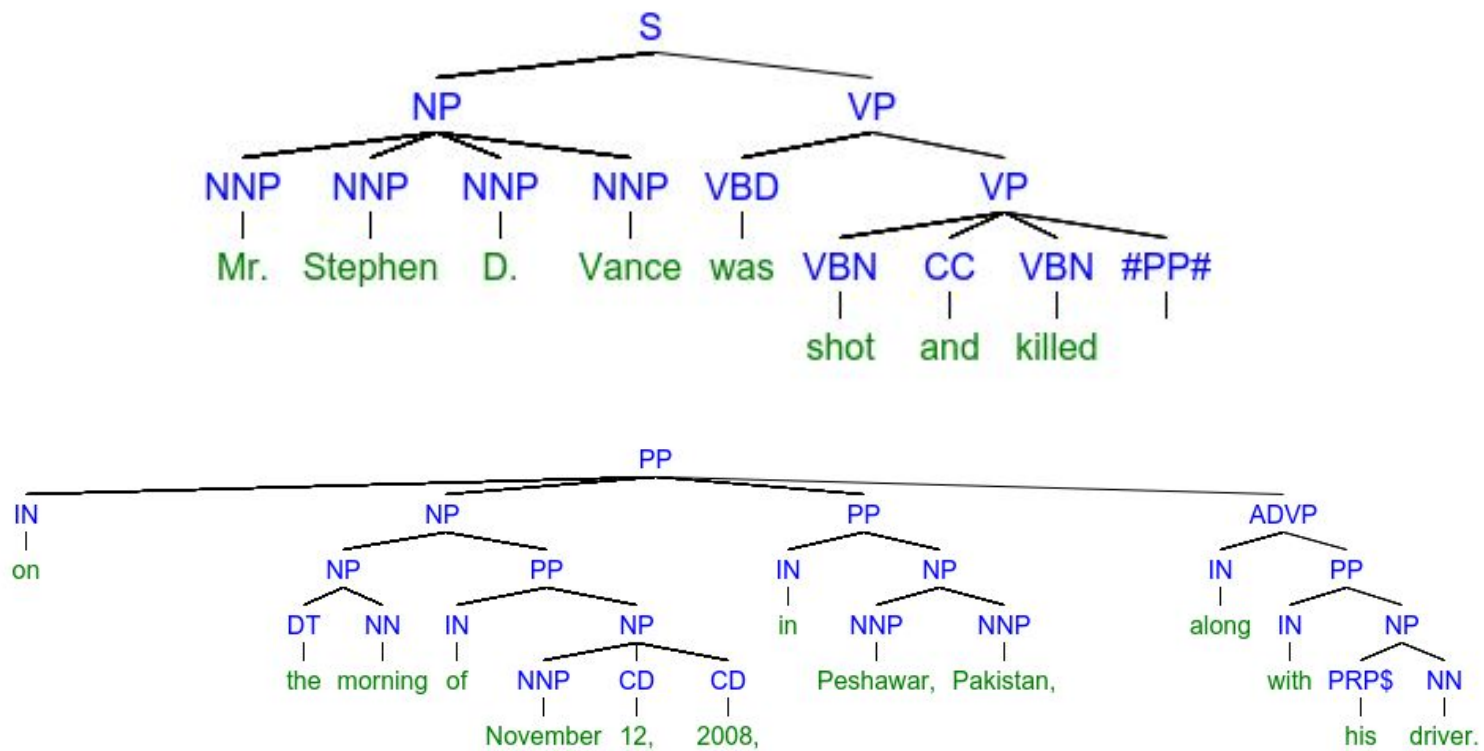 S
NP VP
NNP NNP NNP NNP VBD VP
Mr. Stephen D. Vance was VBN CC VBN #PP#
shot and killed
PP
IN NP PP ADVP
on NP PP IN NP IN PP
DT NN IN NP in NNP NNP along IN NP
the morning of NNP CD CD Peshawar, Pakistan, with PRP$ NN
November 12, 2008, his driver.